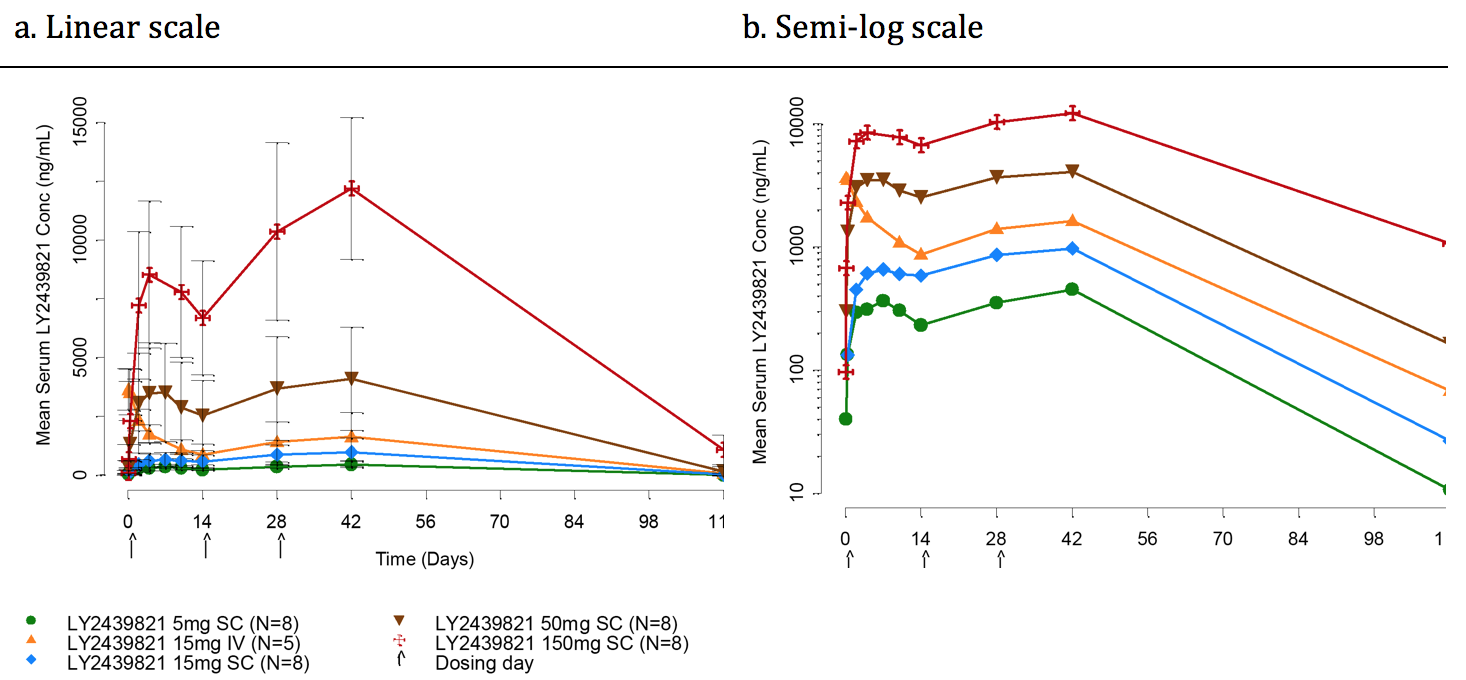 a. Linear scale
b. Semi-log scale
Mean Serum LY2439821 Conc (ng/mL)
15000
10000
5000
0
0 14 28 42 56 70 84 98 11
Time (Days)
Mean Serum LY2439821 Conc (ng/mL)
10000
1000
100
10
0 14 28 42 56 70 84 98 1
LY2439821 5mg SC (N=8)
LY2439821 15mg IV (N=5)
LY2439821 15mg SC (N=8)
LY2439821 50mg SC (N=8)
LY2439821 150mg SC (N=8)
Dosing day